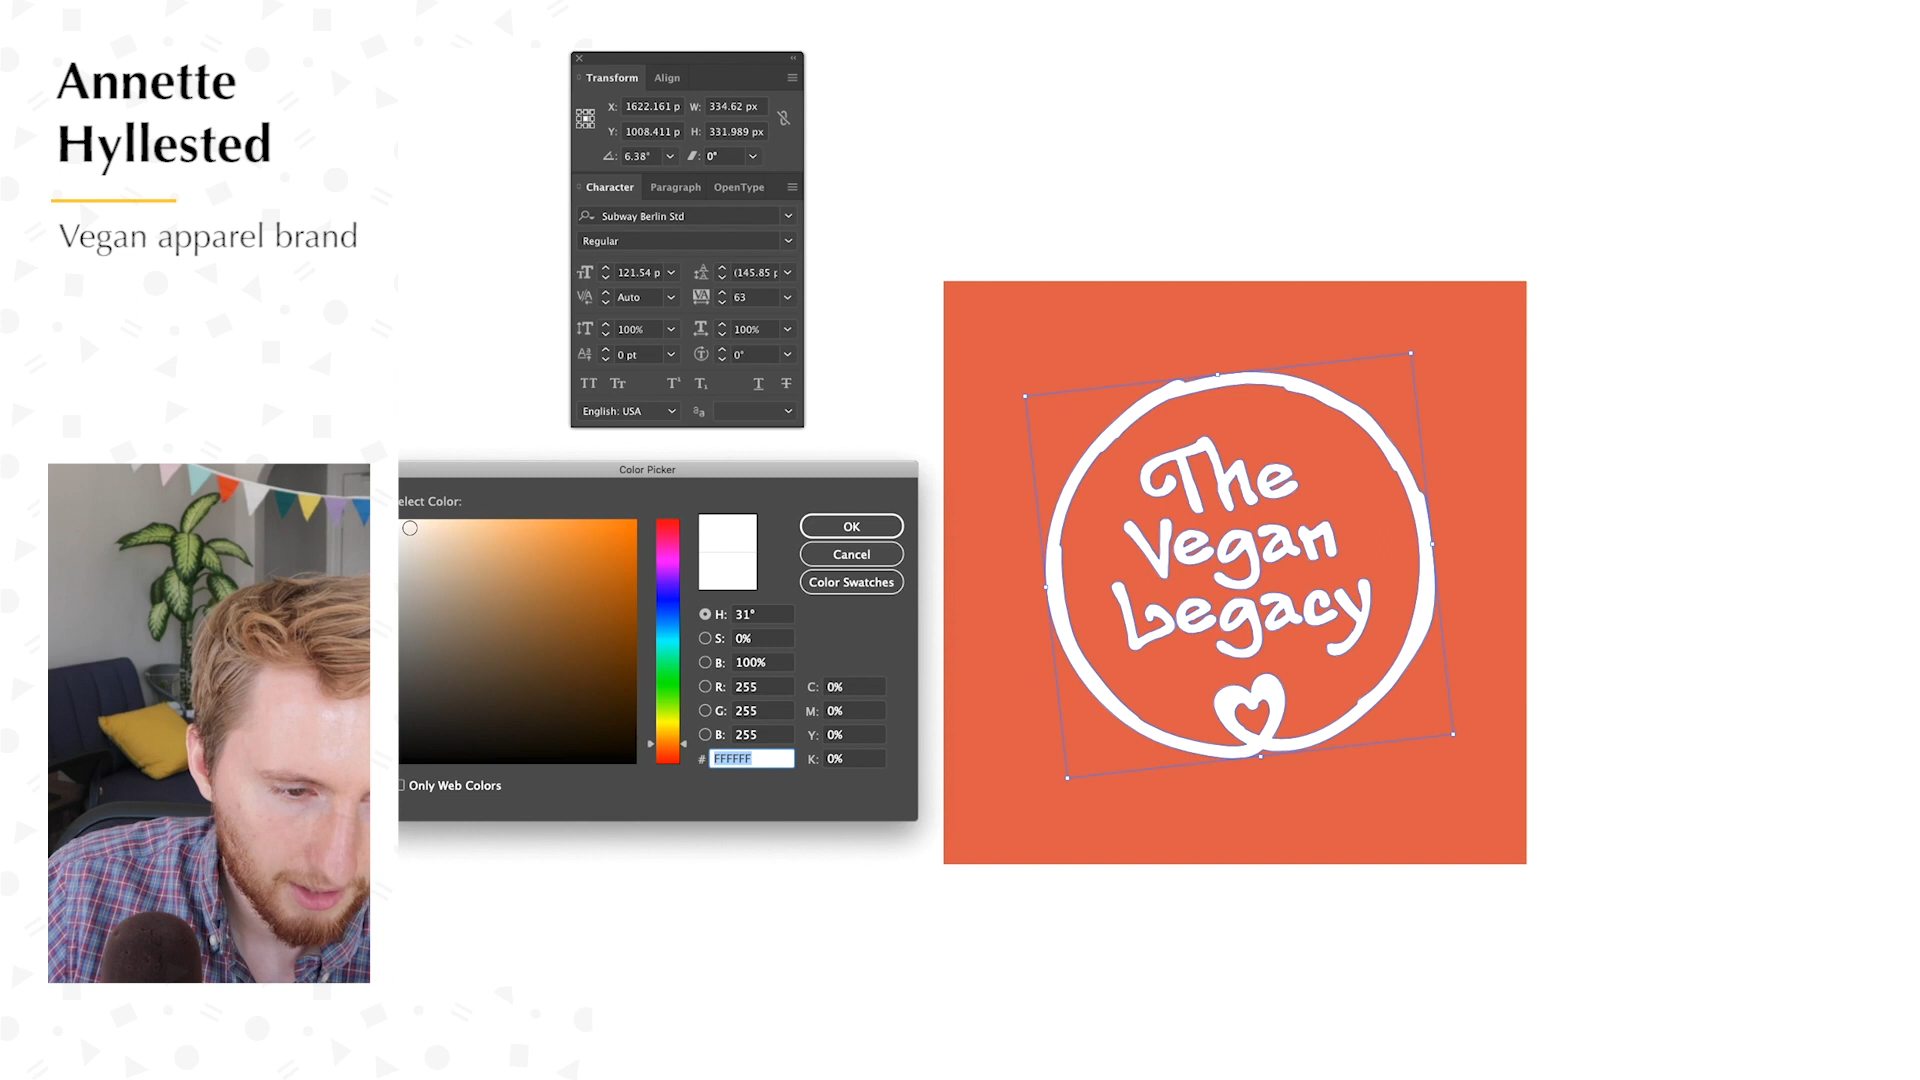 Annette
Hyllested
Vegan apparel brand
Transform Align
X: 1622.161 p W: 334.62 px
Y: 1008.411 p H: 331.989 px
6.38° 0°
Character Paragraph OpenType
Subway Berlin Std
Regular
121.54 p (145.85 p
Auto 63
100% 100%
0 pt 0°
English: USA
Color Picker
elect Color:
OK
Cancel
Color Swatches
H: 31°
S: 0%
B: 100%
R: 255 C: 0%
G: 255 M: 0%
B: 255 Y: 0%
# FFFFFF K: 0%
Only Web Colors
The
Vegan
Legacy